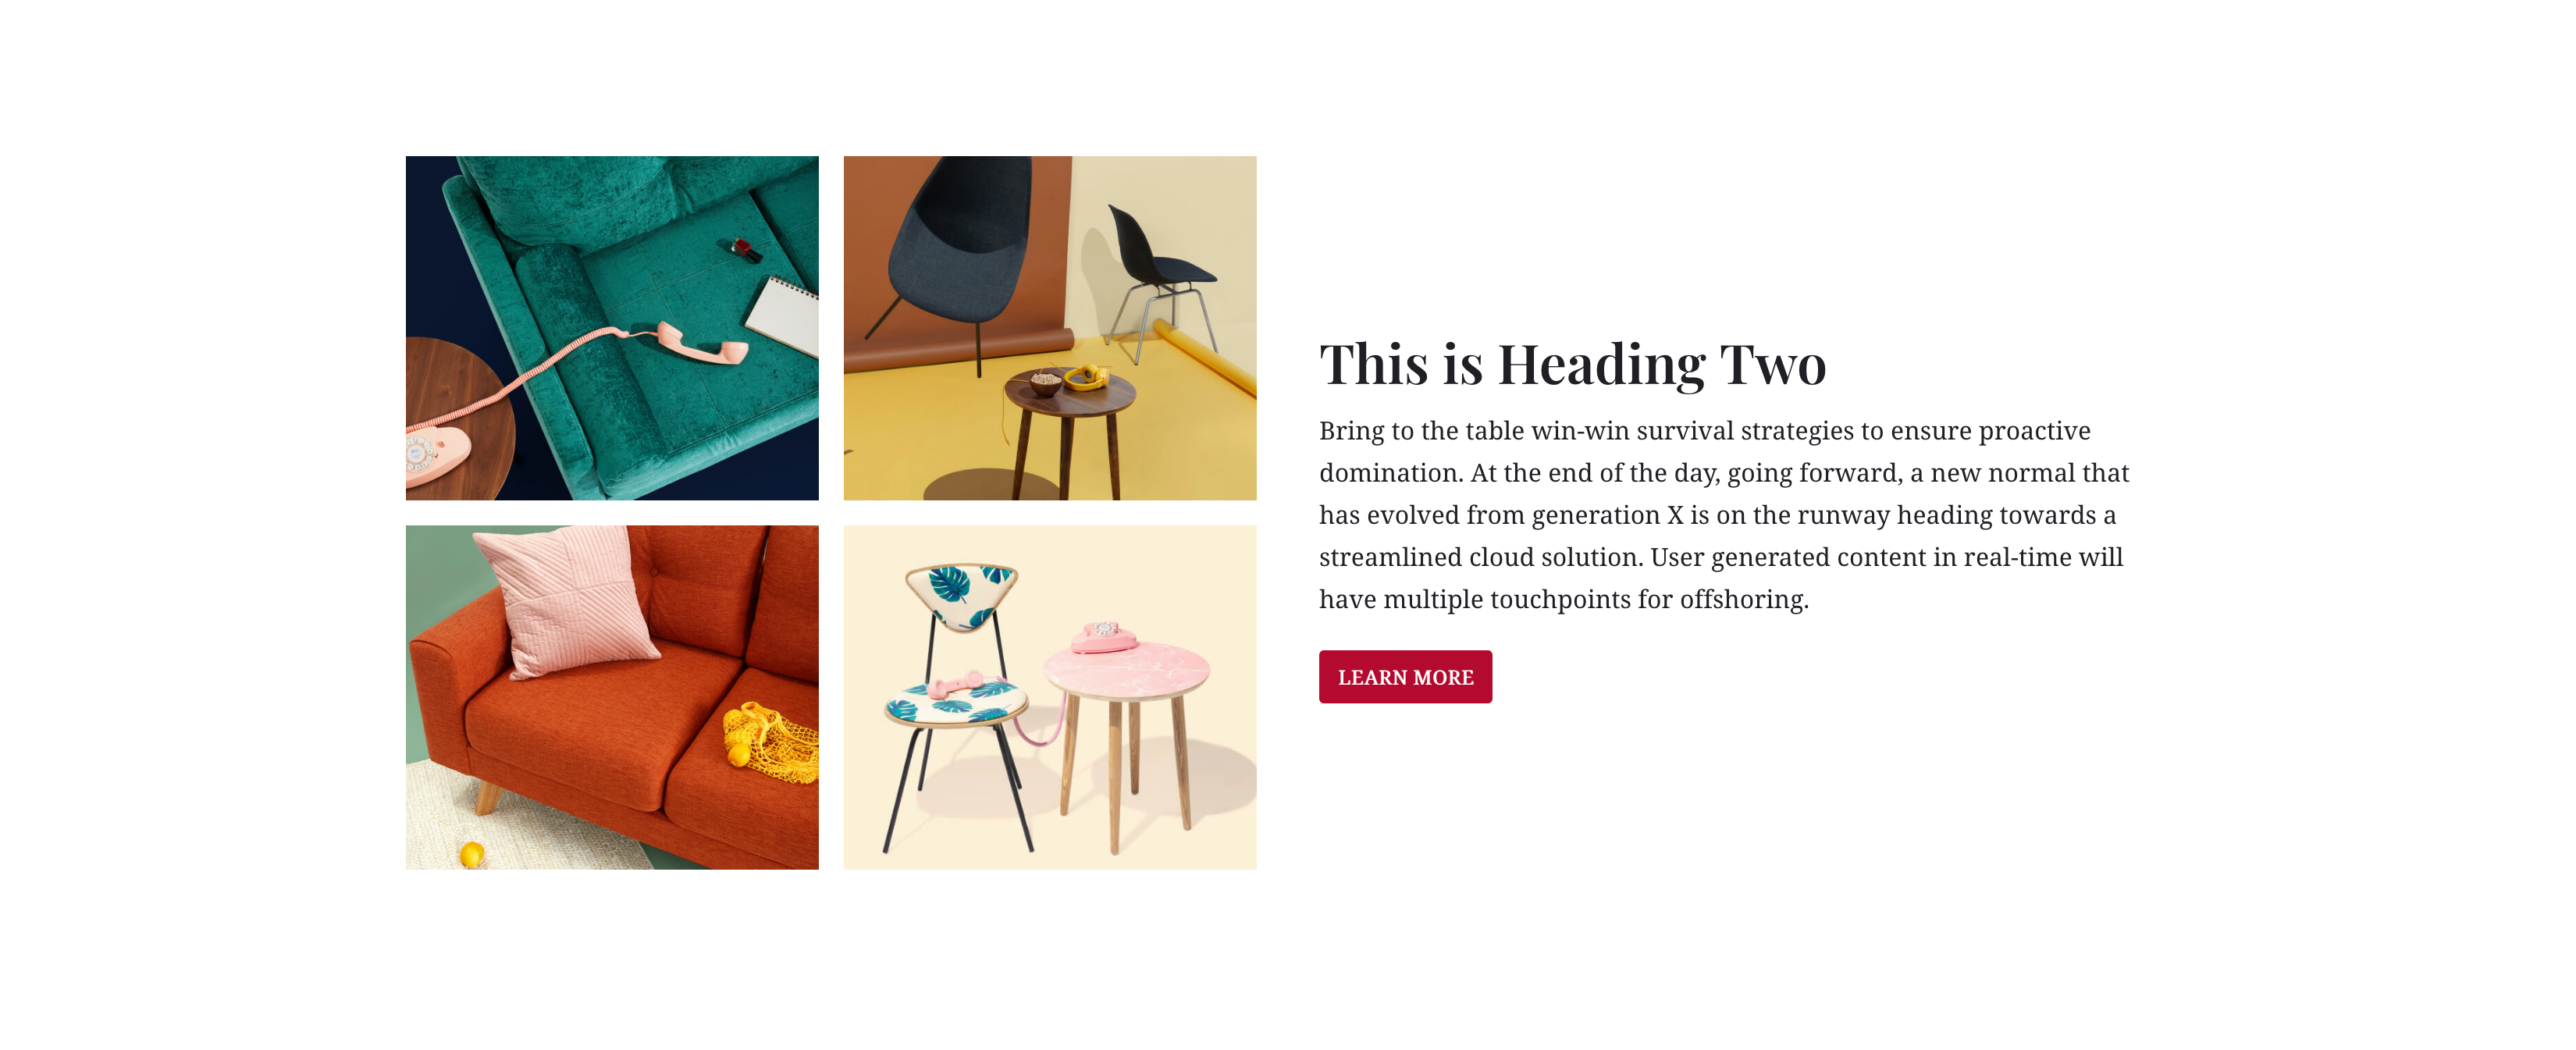 This is Heading Two
Bring to the table win-win survival strategies to ensure proactive
domination. At the end of the day, going forward, a new normal that
has evolved from generation X is on the runway heading towards a
streamlined cloud solution. User generated content in real-time will
have multiple touchpoints for offshoring.
LEARN MORE